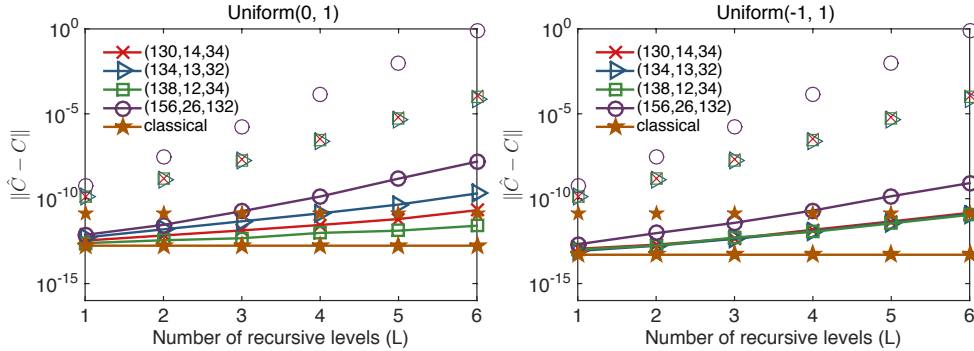 Uniform(0, 1)
10^0
10^-5
10^-10
10^-15
||Ĉ − C||
(130,14,34)
(134,13,32)
(138,12,34)
(156,26,132)
classical
1 2 3 4 5 6
Number of recursive levels (L)
Uniform(-1, 1)
10^0
10^-5
10^-10
10^-15
||Ĉ − C||
(130,14,34)
(134,13,32)
(138,12,34)
(156,26,132)
classical
1 2 3 4 5 6
Number of recursive levels (L)